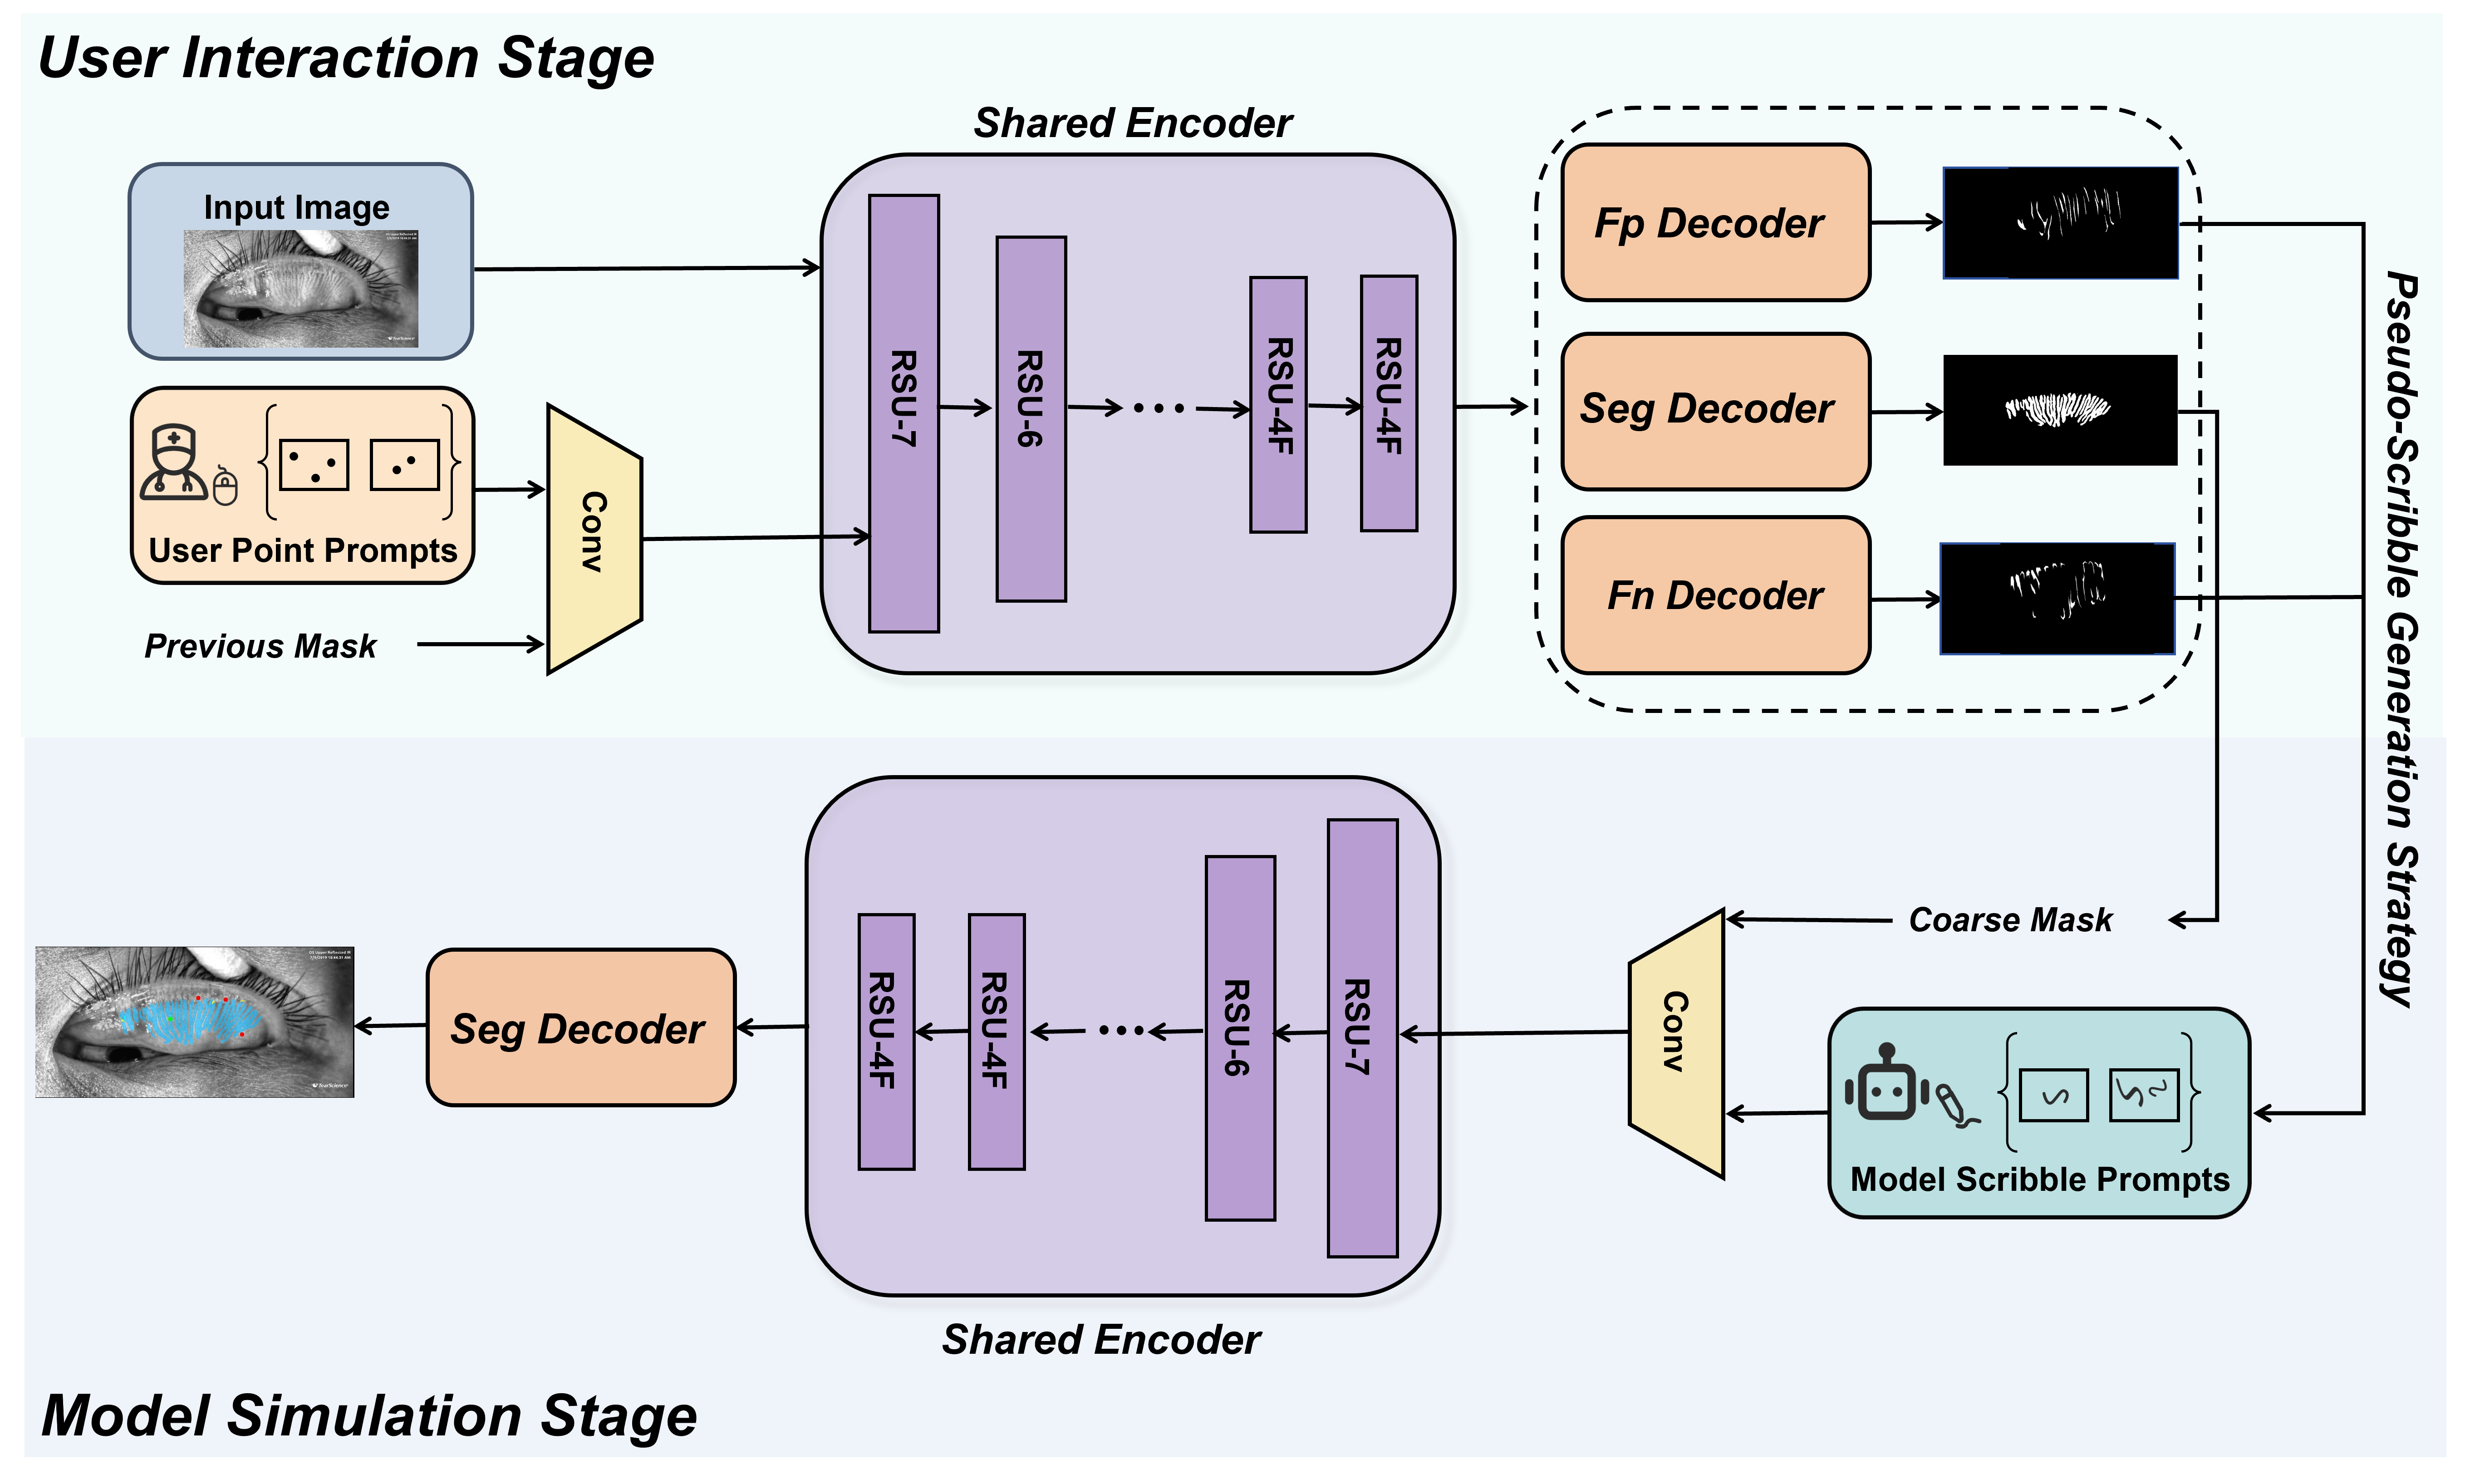 User Interaction Stage
Shared Encoder
Input Image
TearScience
User Point Prompts
Previous Mask
Conv
RSU-7
RSU-6
RSU-4F
RSU-4F
Fp Decoder
Seg Decoder
Fn Decoder
Pseudo-Scribble Generation Strategy
Coarse Mask
Model Scribble Prompts
Conv
RSU-7
RSU-6
RSU-4F
RSU-4F
Shared Encoder
Seg Decoder
TearScience
Model Simulation Stage